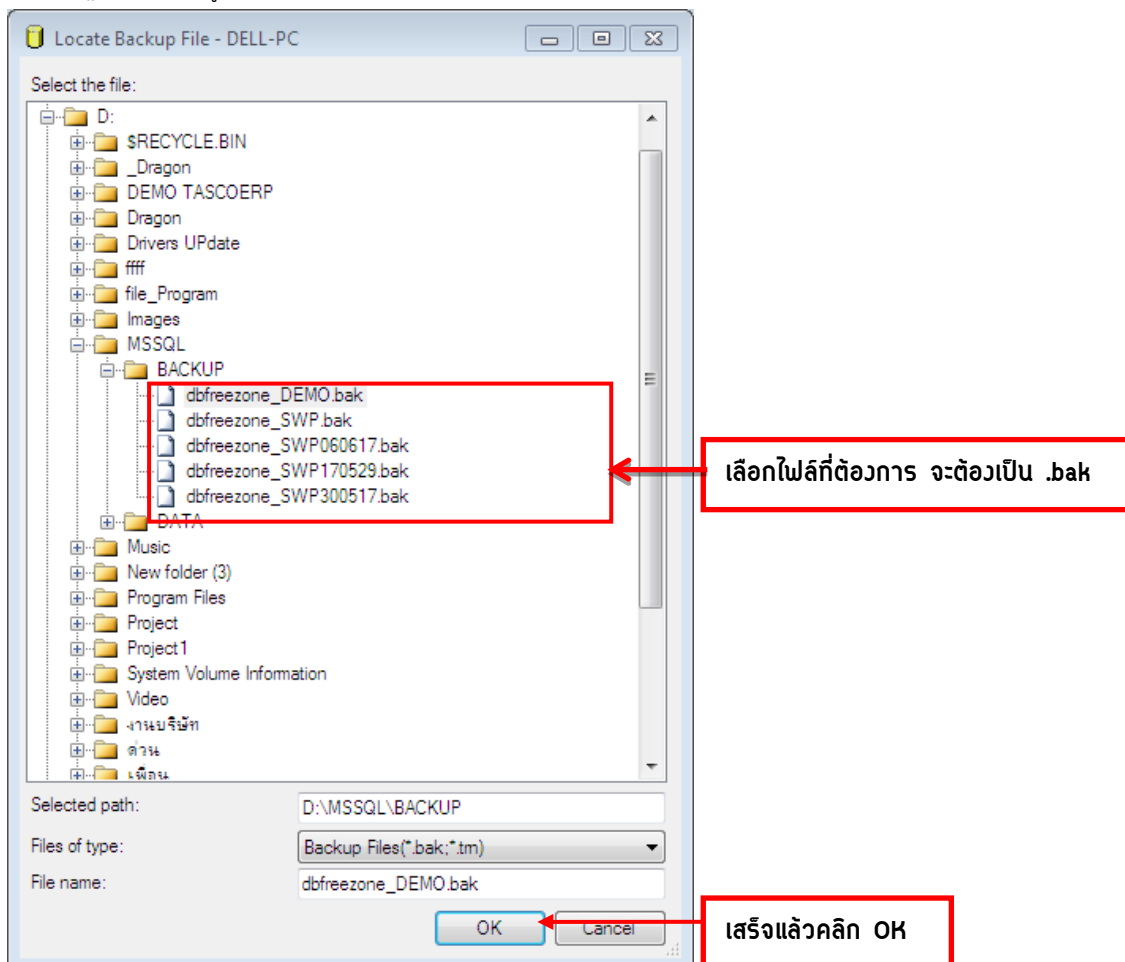 Locate Backup File - DELL-PC
Select the file:
D:
$RECYCLE.BIN
_Dragon
DEMO TASCOERP
Dragon
Drivers UPdate
ffff
file_Program
Images
MSSQL
BACKUP
dbfreezone_DEMO.bak
dbfreezone_SWP.bak
dbfreezone_SWP060617.bak
dbfreezone_SWP170529.bak
dbfreezone_SWP300517.bak
เลือกไฟล์ที่ต้องการ จะต้องเป็น .bak
DATA
Music
New folder (3)
Program Files
Project
Project1
System Volume Information
Video
งานบริษัท
ด่วน
เพื่อน
Selected path: D:\MSSQL\BACKUP
Files of type: Backup Files(*.bak;*.trn)
File name: dbfreezone_DEMO.bak
OK Cancel
เสร็จแล้วคลิก OK